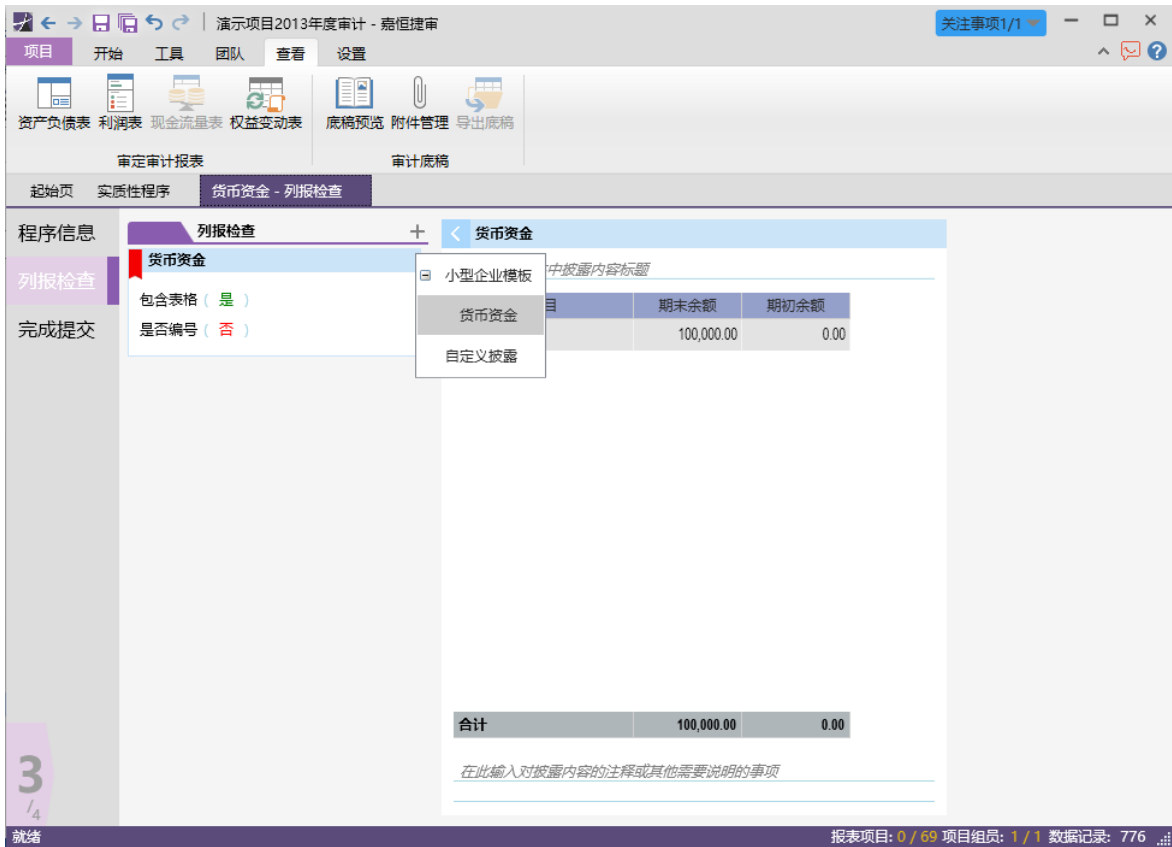 演示项目2013年度审计 - 嘉恒捷审
关注事项1/1
项目 开始 工具 团队 查看 设置
资产负债表 利润表 现金流量表 权益变动表 底稿预览 附件管理 导出底稿
审定审计报表 审计底稿
起始页 实质性程序 货币资金 - 列报检查
程序信息
列报检查
完成提交
3
/4
列报检查
货币资金
包含表格（ 是 ）
是否编号（ 否 ）
小型企业模板
货币资金
自定义披露
货币资金
中披露内容标题
目 期末余额 期初余额
100,000.00 0.00
合计 100,000.00 0.00
在此输入对披露内容的注释或其他需要说明的事项
就绪 报表项目: 0 / 69 项目组员: 1 / 1 数据记录: 776